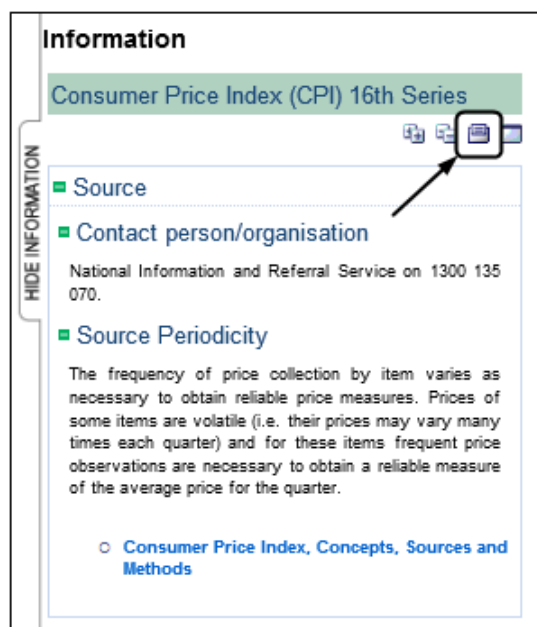 Information
Consumer Price Index (CPI) 16th Series
HIDE INFORMATION
Source
Contact person/organisation
National Information and Referral Service on 1300 135
070.
Source Periodicity
The frequency of price collection by item varies as
necessary to obtain reliable price measures. Prices of
some items are volatile (i.e. their prices may vary many
times each quarter) and for these items frequent price
observations are necessary to obtain a reliable measure
of the average price for the quarter.
Consumer Price Index, Concepts, Sources and
Methods